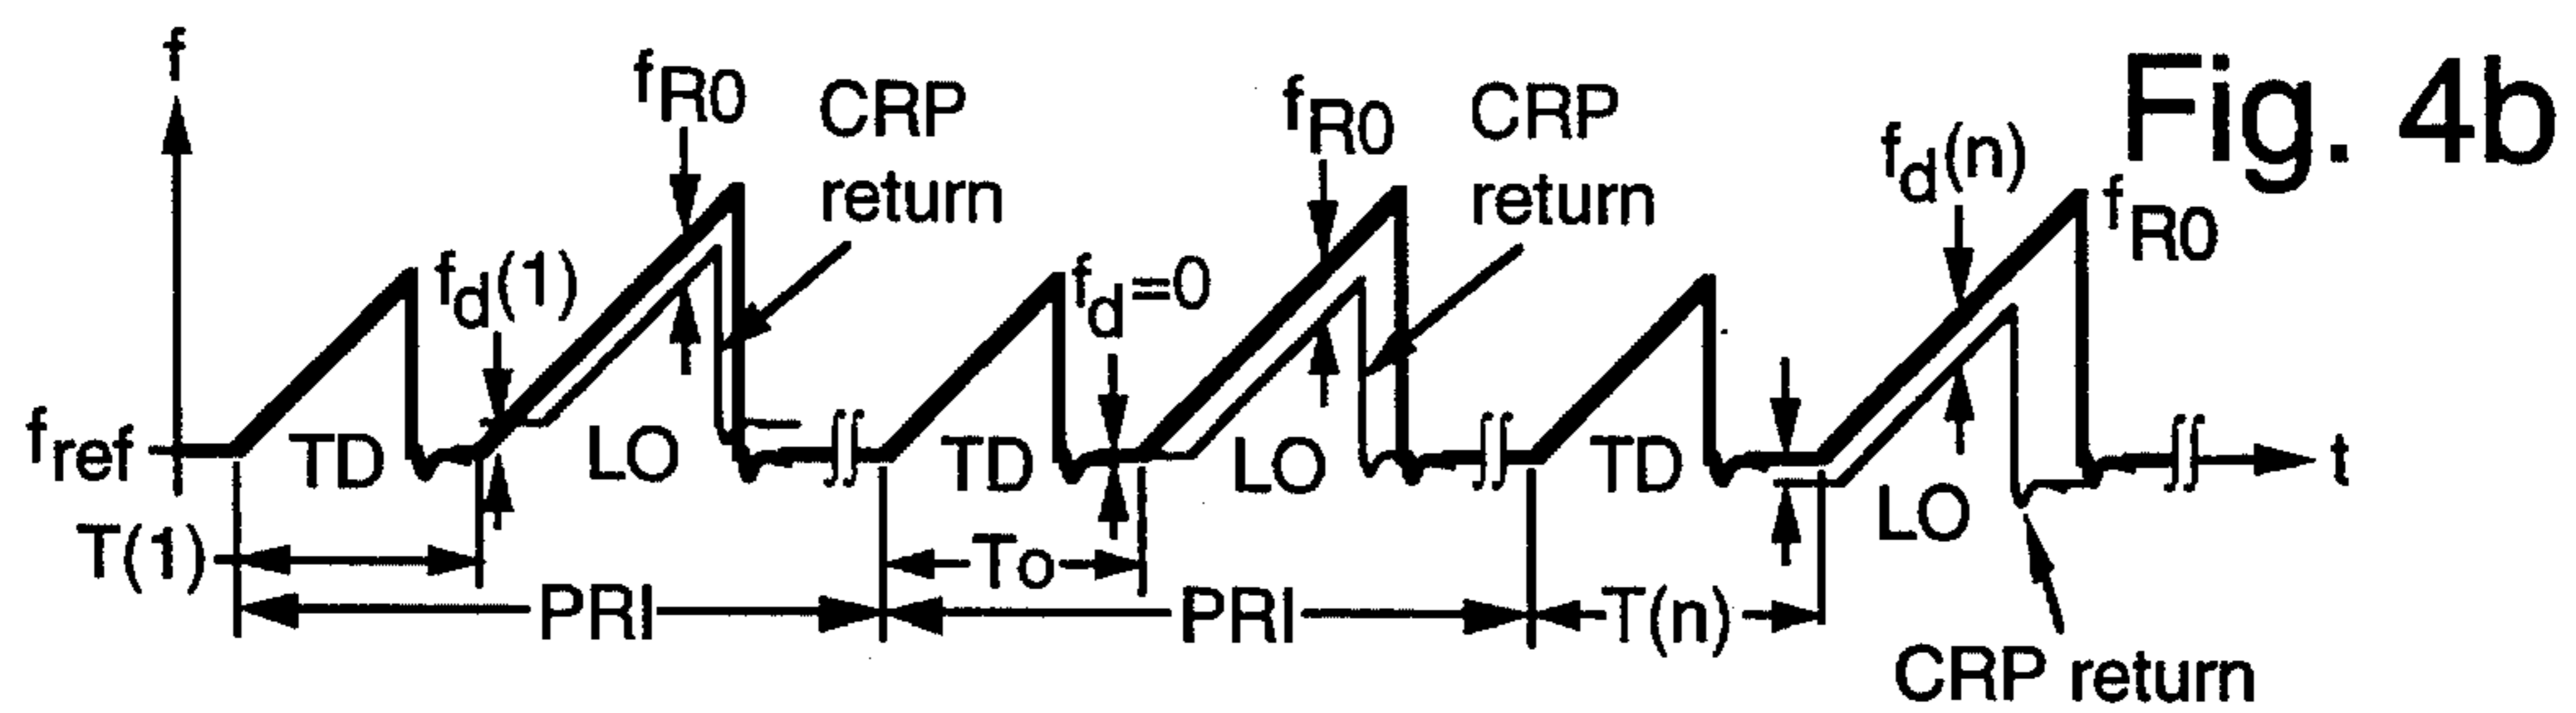 Fig. 4b
f
fR0
CRP
return
fR0
CRP
return
fd(n)
fR0
fd(1)
fd=0
fref
TD
LO
TD
LO
TD
LO
t
T(1)
To
T(n)
PRI
PRI
CRP return